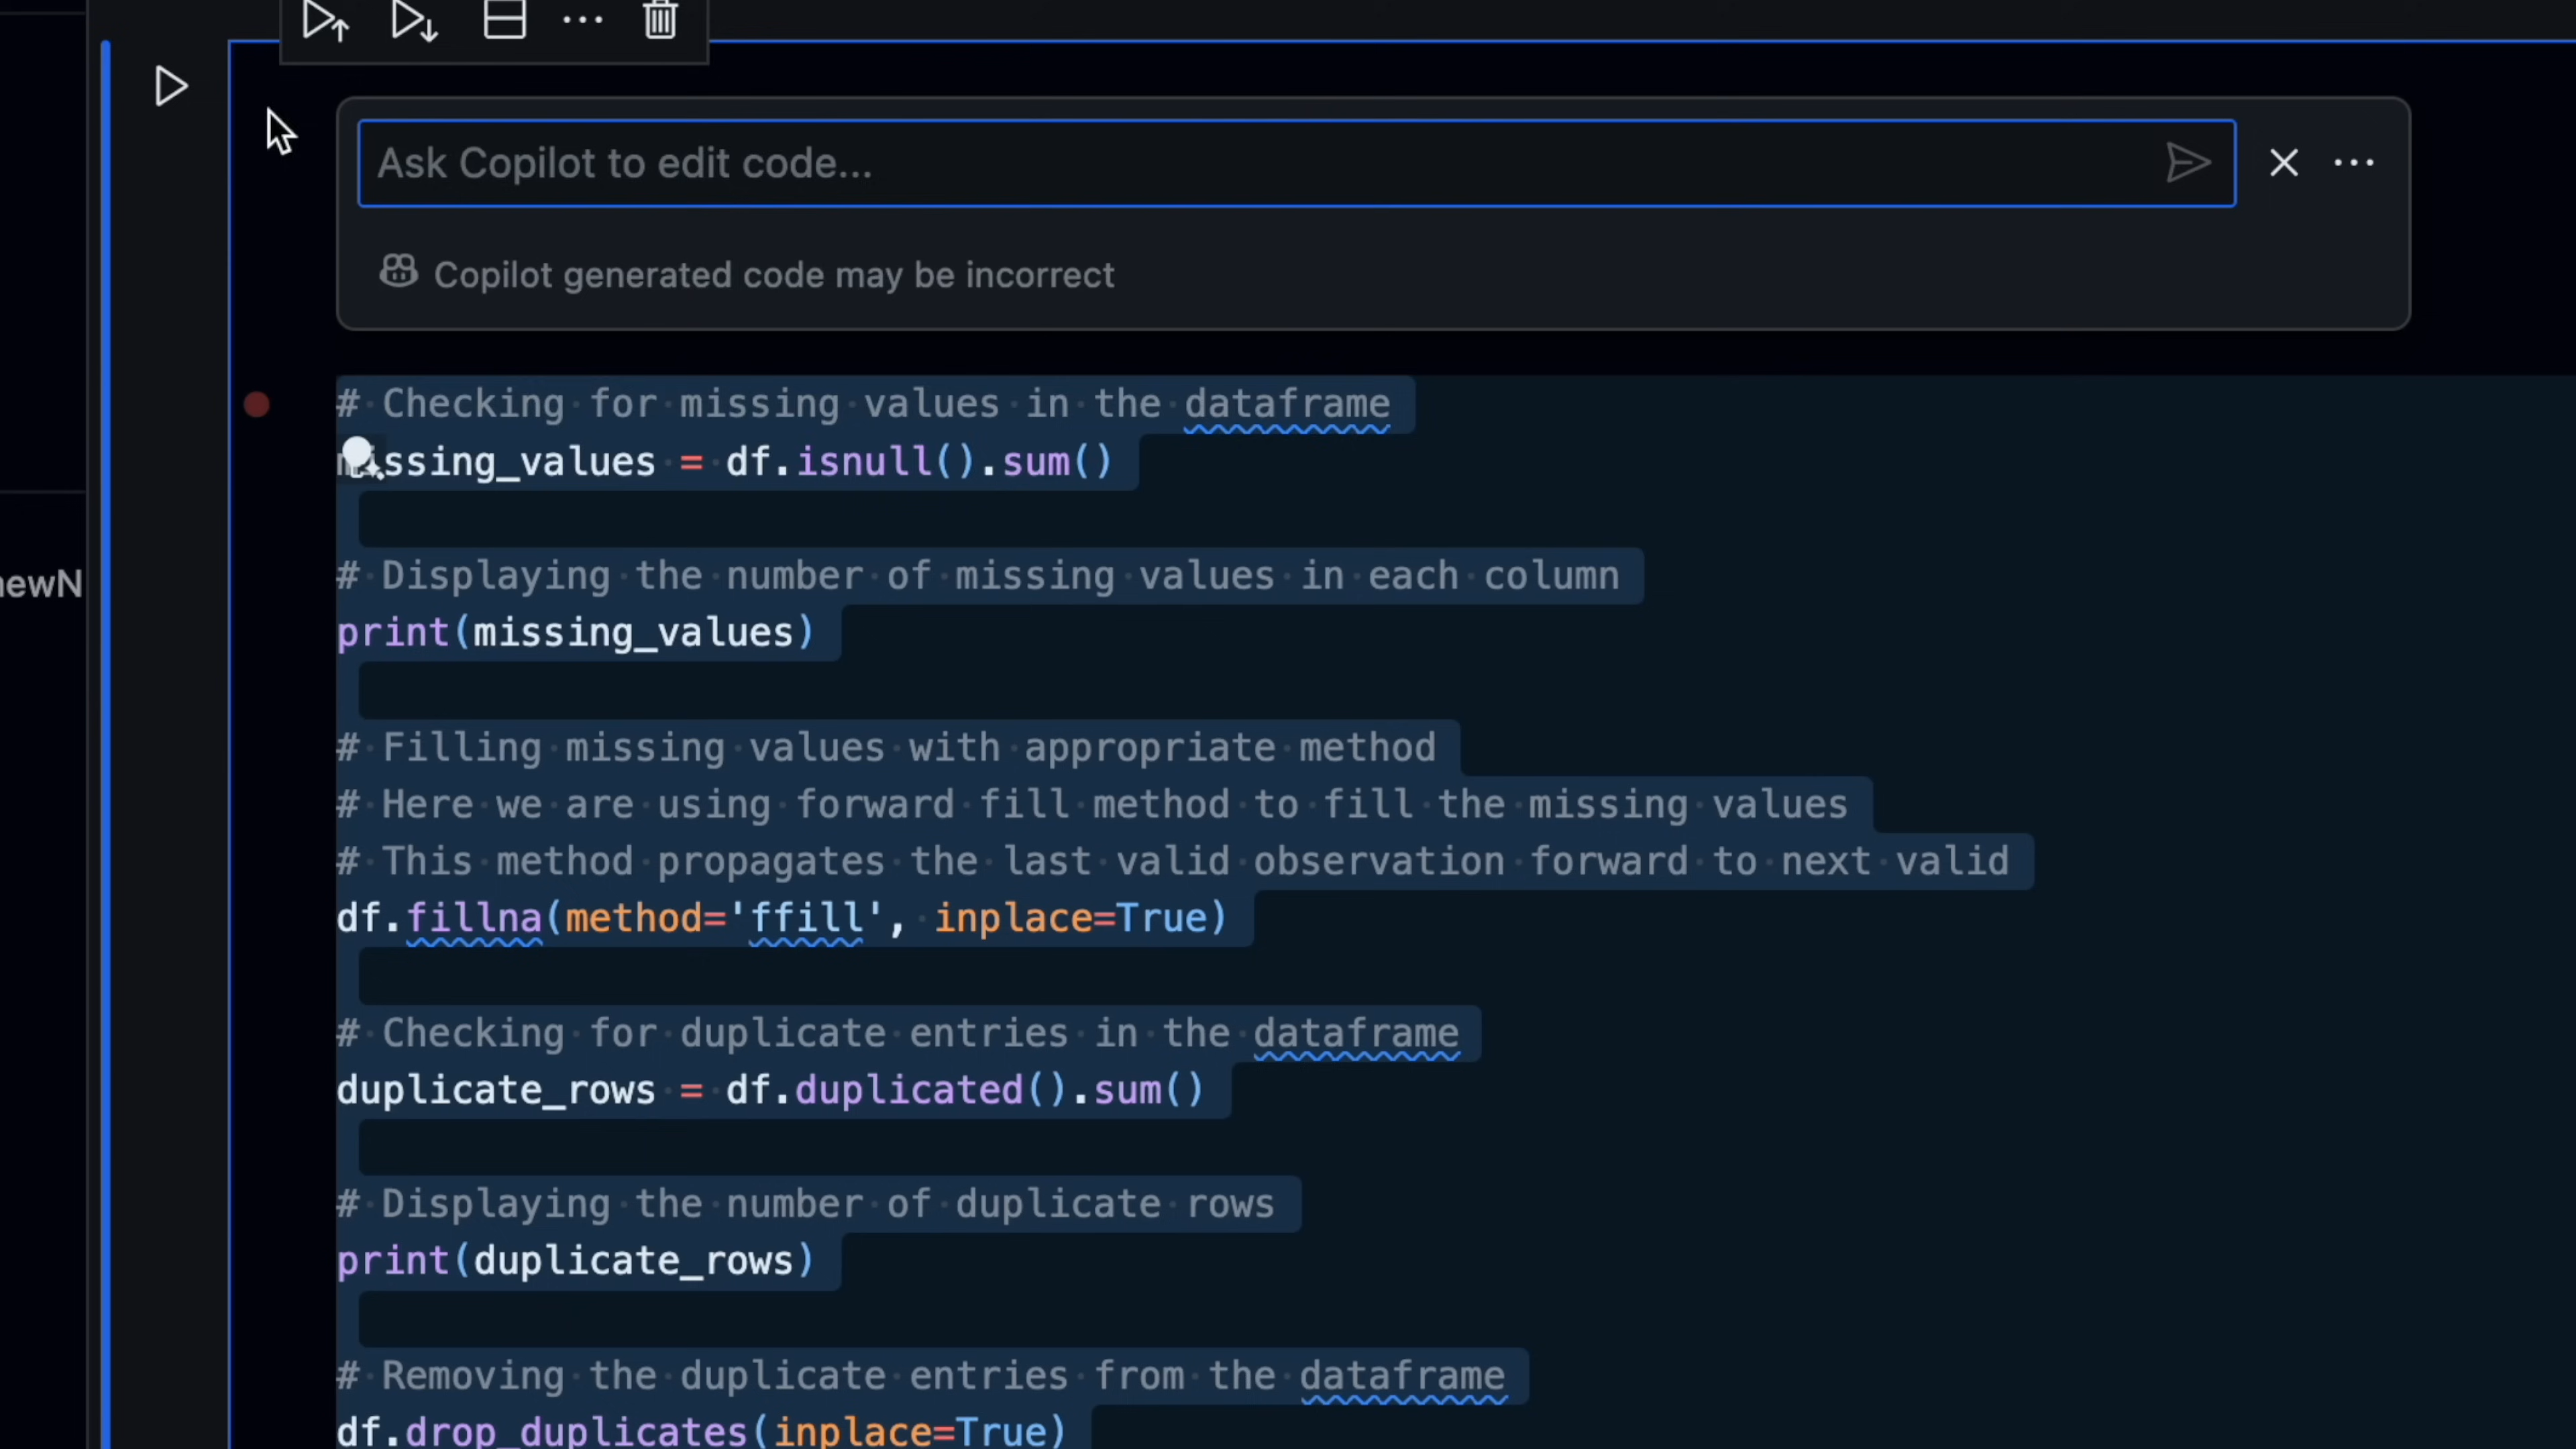 Ask Copilot to edit code...
Copilot generated code may be incorrect
# Checking for missing values in the dataframe
missing_values = df.isnull().sum()
# Displaying the number of missing values in each column
print(missing_values)
newN
# Filling missing values with appropriate method
# Here we are using forward fill method to fill the missing values
# This method propagates the last valid observation forward to next valid
df.fillna(method='ffill', inplace=True)
# Checking for duplicate entries in the dataframe
duplicate_rows = df.duplicated().sum()
# Displaying the number of duplicate rows
print(duplicate_rows)
# Removing the duplicate entries from the dataframe
df.drop_duplicates(inplace=True)